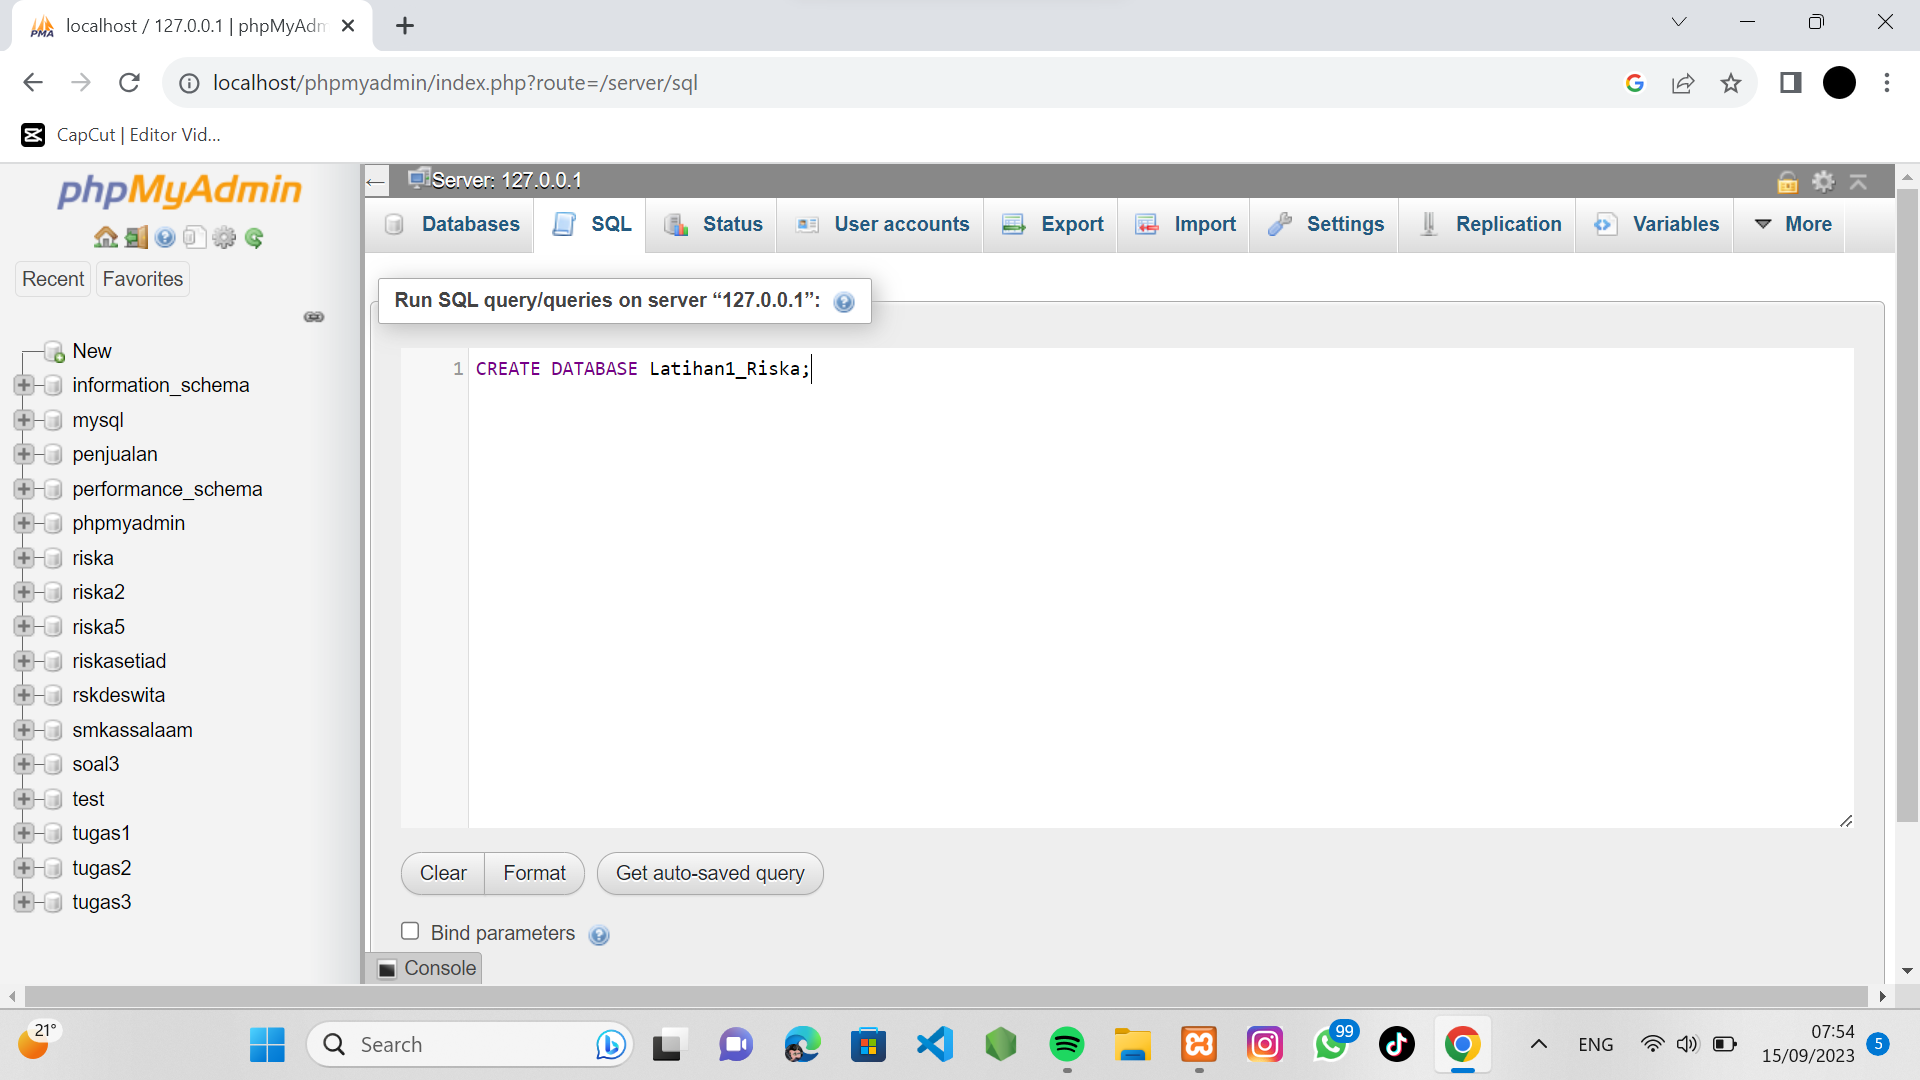 localhost / 127.0.0.1 | phpMyAdm
localhost/phpmyadmin/index.php?route=/server/sql
CapCut | Editor Vid...
phpMyAdmin
Recent Favorites
New
information_schema
mysql
penjualan
performance_schema
phpmyadmin
riska
riska2
riska5
riskasetiad
rskdeswita
smkassalaam
soal3
test
tugas1
tugas2
tugas3
Server: 127.0.0.1
Databases SQL Status User accounts Export Import Settings Replication Variables More
Run SQL query/queries on server “127.0.0.1”:
1 CREATE DATABASE Latihan1_Riska;
Clear Format Get auto-saved query
Bind parameters
Console
21°
Search
99
ENG
07:54
15/09/2023
5